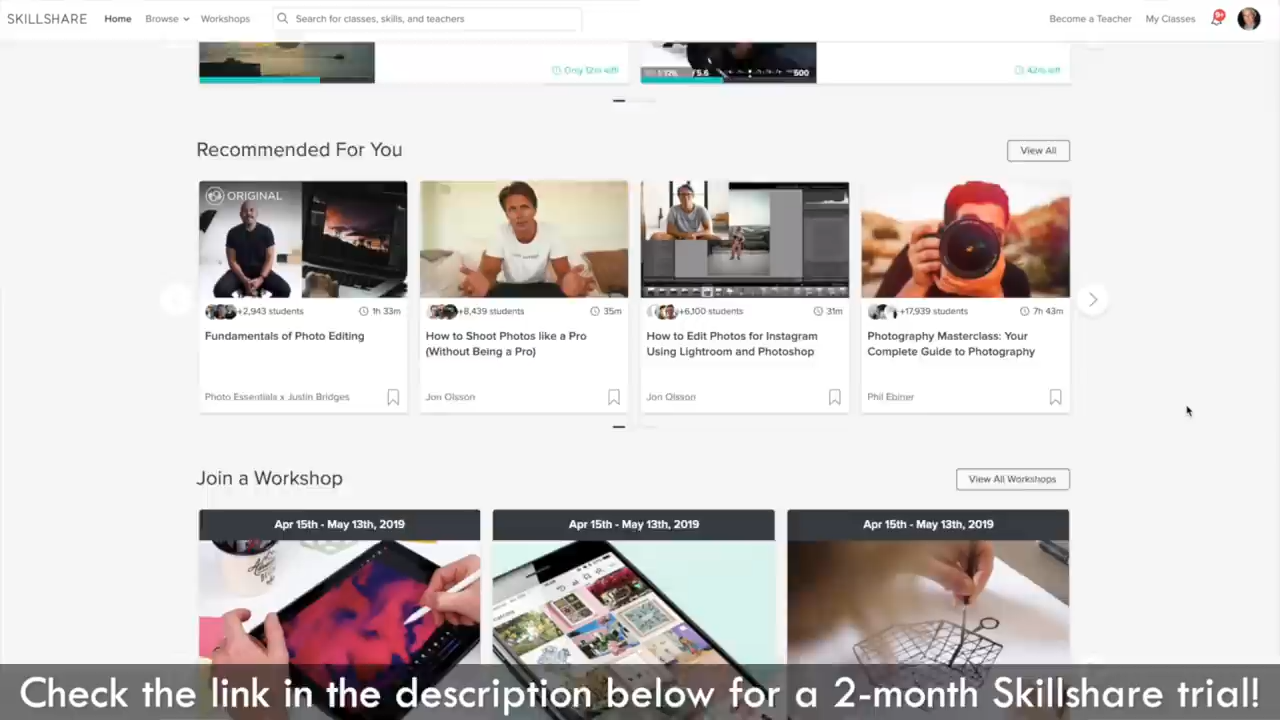 SKILLSHARE
Home
Browse
Workshops
Search for classes, skills, and teachers
Become a Teacher
My Classes
9+
Only 12m left!
/5.6
500
42m left
Recommended For You
View All
ORIGINAL
+2,943 students
1h 33m
Fundamentals of Photo Editing
Photo Essentials x Justin Bridges
+8,439 students
35m
How to Shoot Photos like a Pro
(Without Being a Pro)
Jon Olsson
+6,100 students
31m
How to Edit Photos for Instagram
Using Lightroom and Photoshop
Jon Olsson
+17,939 students
7h 43m
Photography Masterclass: Your
Complete Guide to Photography
Phil Ebiner
Join a Workshop
View All Workshops
Apr 15th - May 13th, 2019
Apr 15th - May 13th, 2019
Apr 15th - May 13th, 2019
Check the link in the description below for a 2-month Skillshare trial!